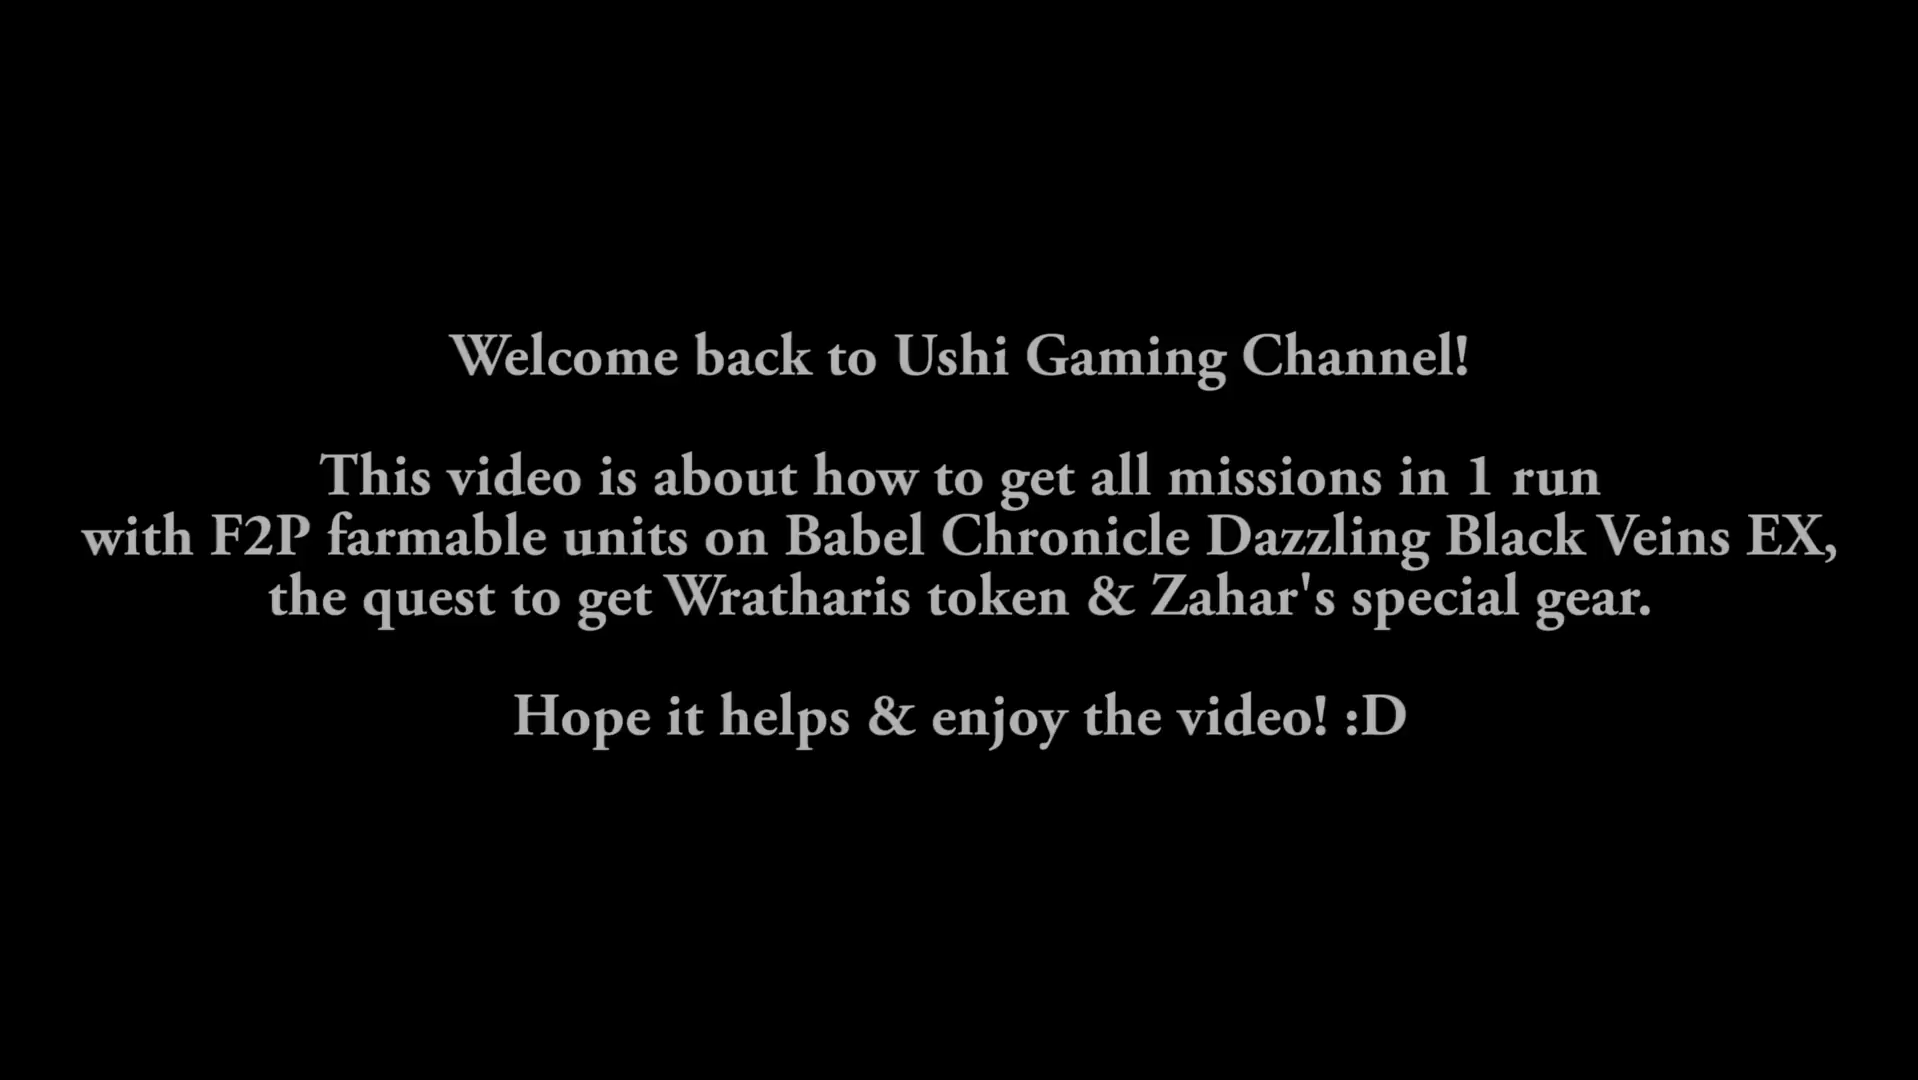 Welcome back to Ushi Gaming Channel!
This video is about how to get all missions in 1 run
with F2P farmable units on Babel Chronicle Dazzling Black Veins EX,
the quest to get Wratharis token & Zahar's special gear.
Hope it helps & enjoy the video! :D